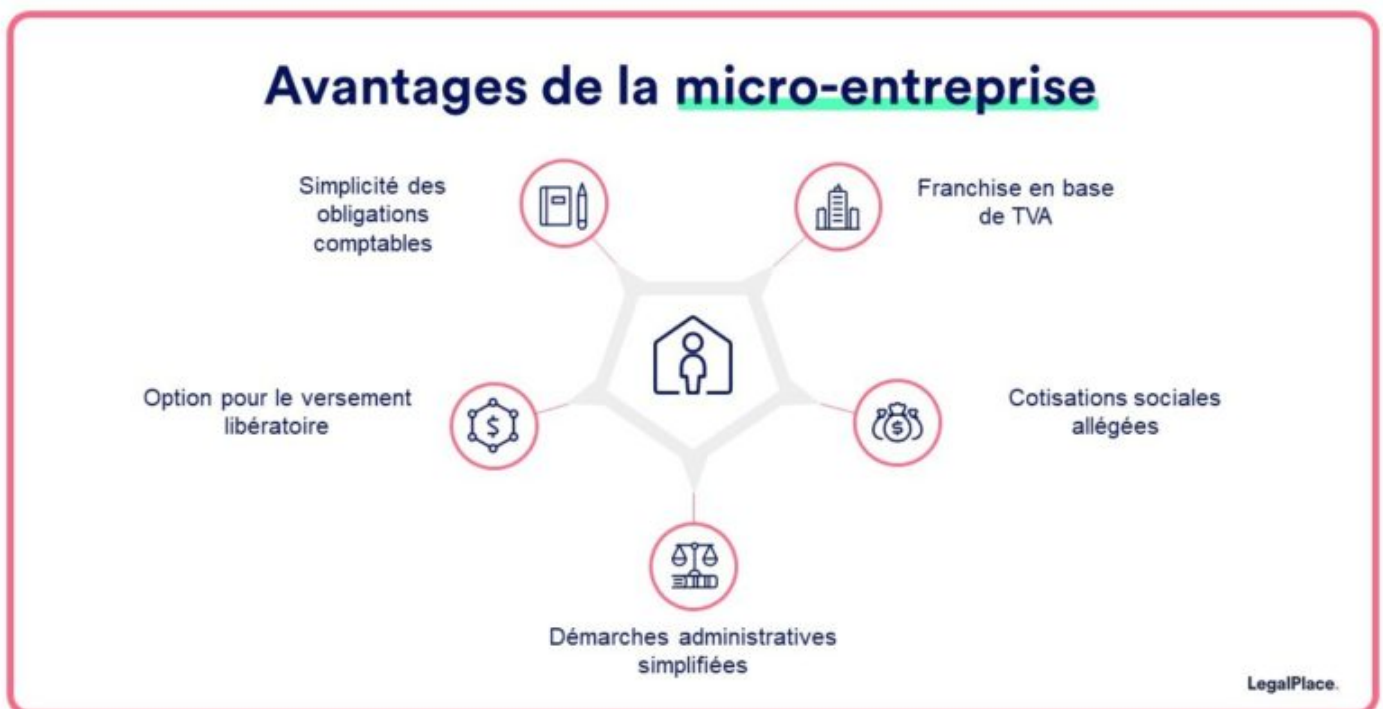 Avantages de la micro-entreprise
Simplicité des
obligations
comptables
Franchise en base
de TVA
Option pour le versement
libératoire
Cotisations sociales
allégées
Démarches administratives
simplifiées
LegalPlace.